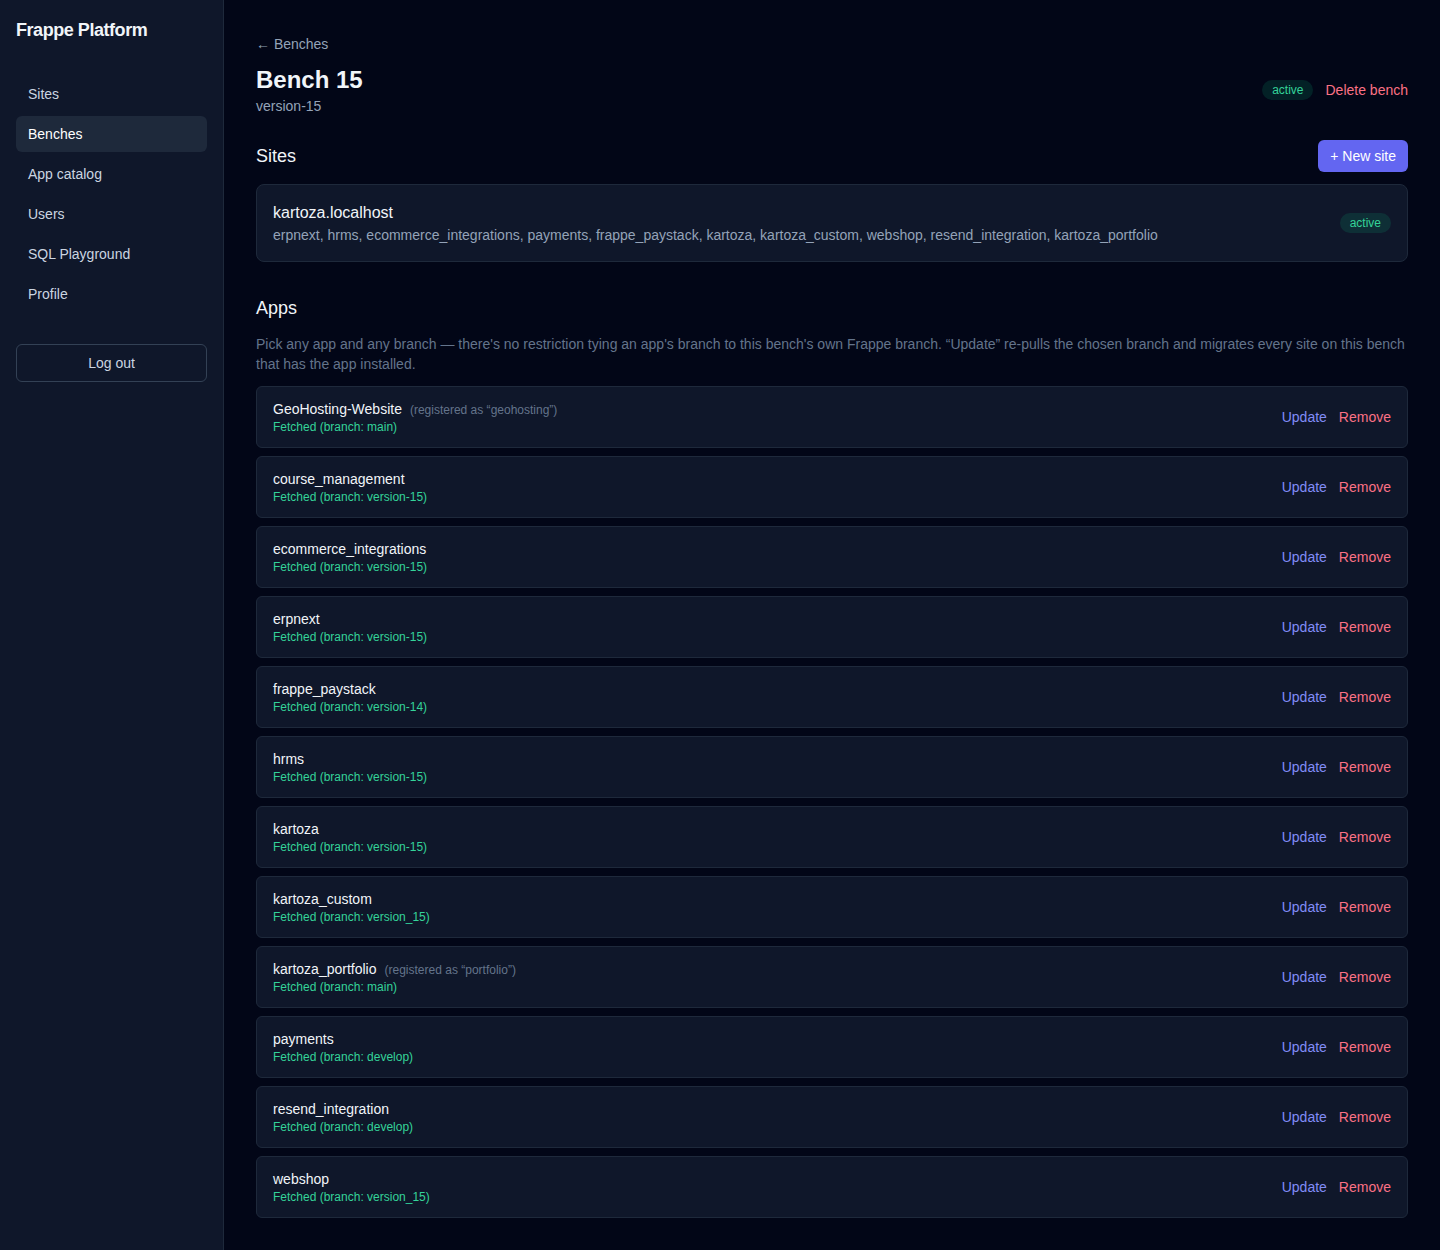 Frappe Platform
Sites
Benches
App catalog
Users
SQL Playground
Profile
Log out
← Benches
Bench 15
version-15
active
Delete bench
Sites
+ New site
kartoza.localhost
erpnext, hrms, ecommerce_integrations, payments, frappe_paystack, kartoza, kartoza_custom, webshop, resend_integration, kartoza_portfolio
active
Apps
Pick any app and any branch — there's no restriction tying an app's branch to this bench's own Frappe branch. “Update” re-pulls the chosen branch and migrates every site on this bench
that has the app installed.
GeoHosting-Website (registered as “geohosting”)
Fetched (branch: main)
Update Remove
course_management
Fetched (branch: version-15)
Update Remove
ecommerce_integrations
Fetched (branch: version-15)
Update Remove
erpnext
Fetched (branch: version-15)
Update Remove
frappe_paystack
Fetched (branch: version-14)
Update Remove
hrms
Fetched (branch: version-15)
Update Remove
kartoza
Fetched (branch: version-15)
Update Remove
kartoza_custom
Fetched (branch: version_15)
Update Remove
kartoza_portfolio (registered as “portfolio”)
Fetched (branch: main)
Update Remove
payments
Fetched (branch: develop)
Update Remove
resend_integration
Fetched (branch: develop)
Update Remove
webshop
Fetched (branch: version_15)
Update Remove